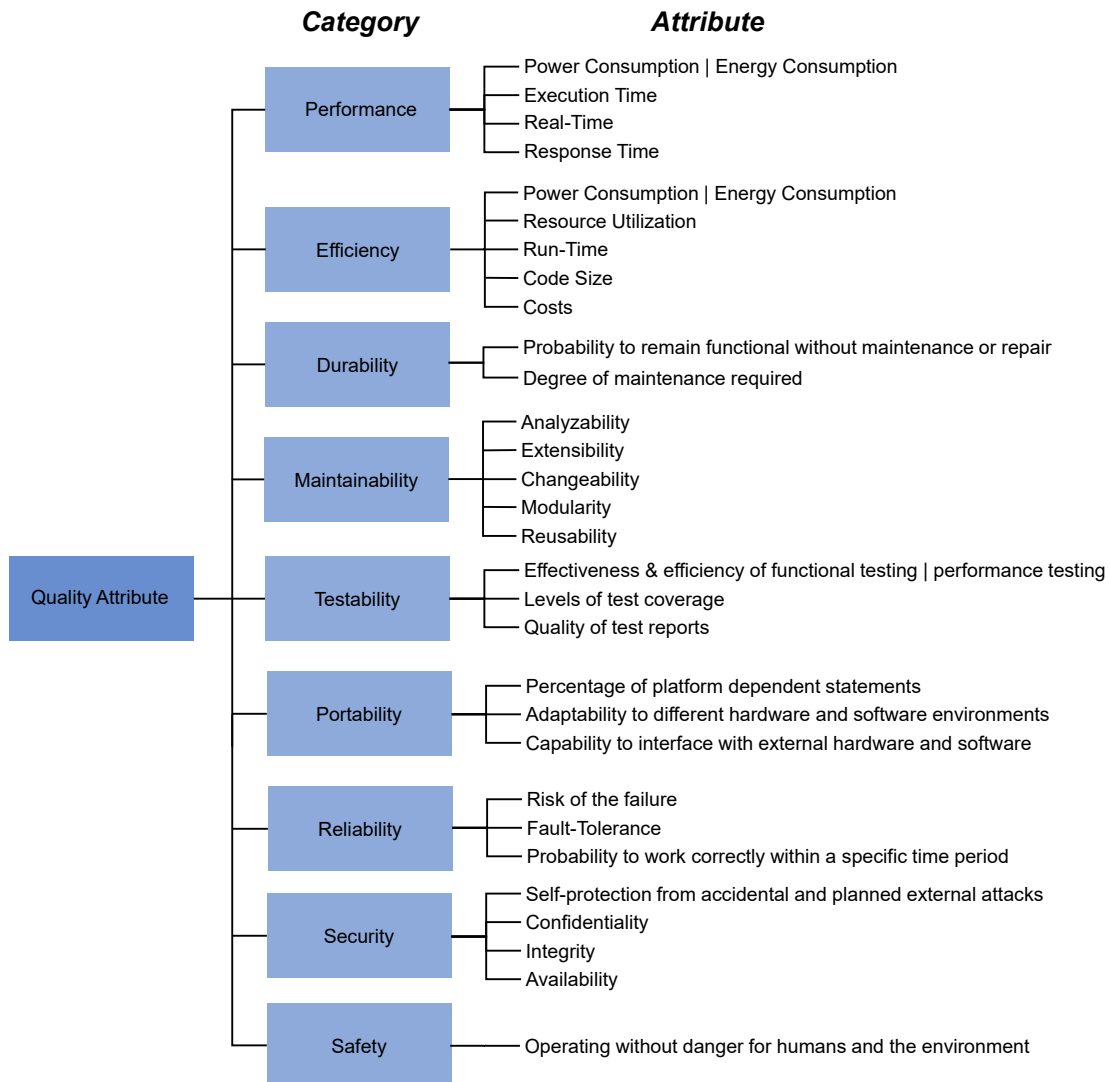 Category
Attribute
Quality Attribute
Performance
Power Consumption | Energy Consumption
Execution Time
Real-Time
Response Time
Efficiency
Power Consumption | Energy Consumption
Resource Utilization
Run-Time
Code Size
Costs
Durability
Probability to remain functional without maintenance or repair
Degree of maintenance required
Maintainability
Analyzability
Extensibility
Changeability
Modularity
Reusability
Testability
Effectiveness & efficiency of functional testing | performance testing
Levels of test coverage
Quality of test reports
Portability
Percentage of platform dependent statements
Adaptability to different hardware and software environments
Capability to interface with external hardware and software
Reliability
Risk of the failure
Fault-Tolerance
Probability to work correctly within a specific time period
Security
Self-protection from accidental and planned external attacks
Confidentiality
Integrity
Availability
Safety
Operating without danger for humans and the environment